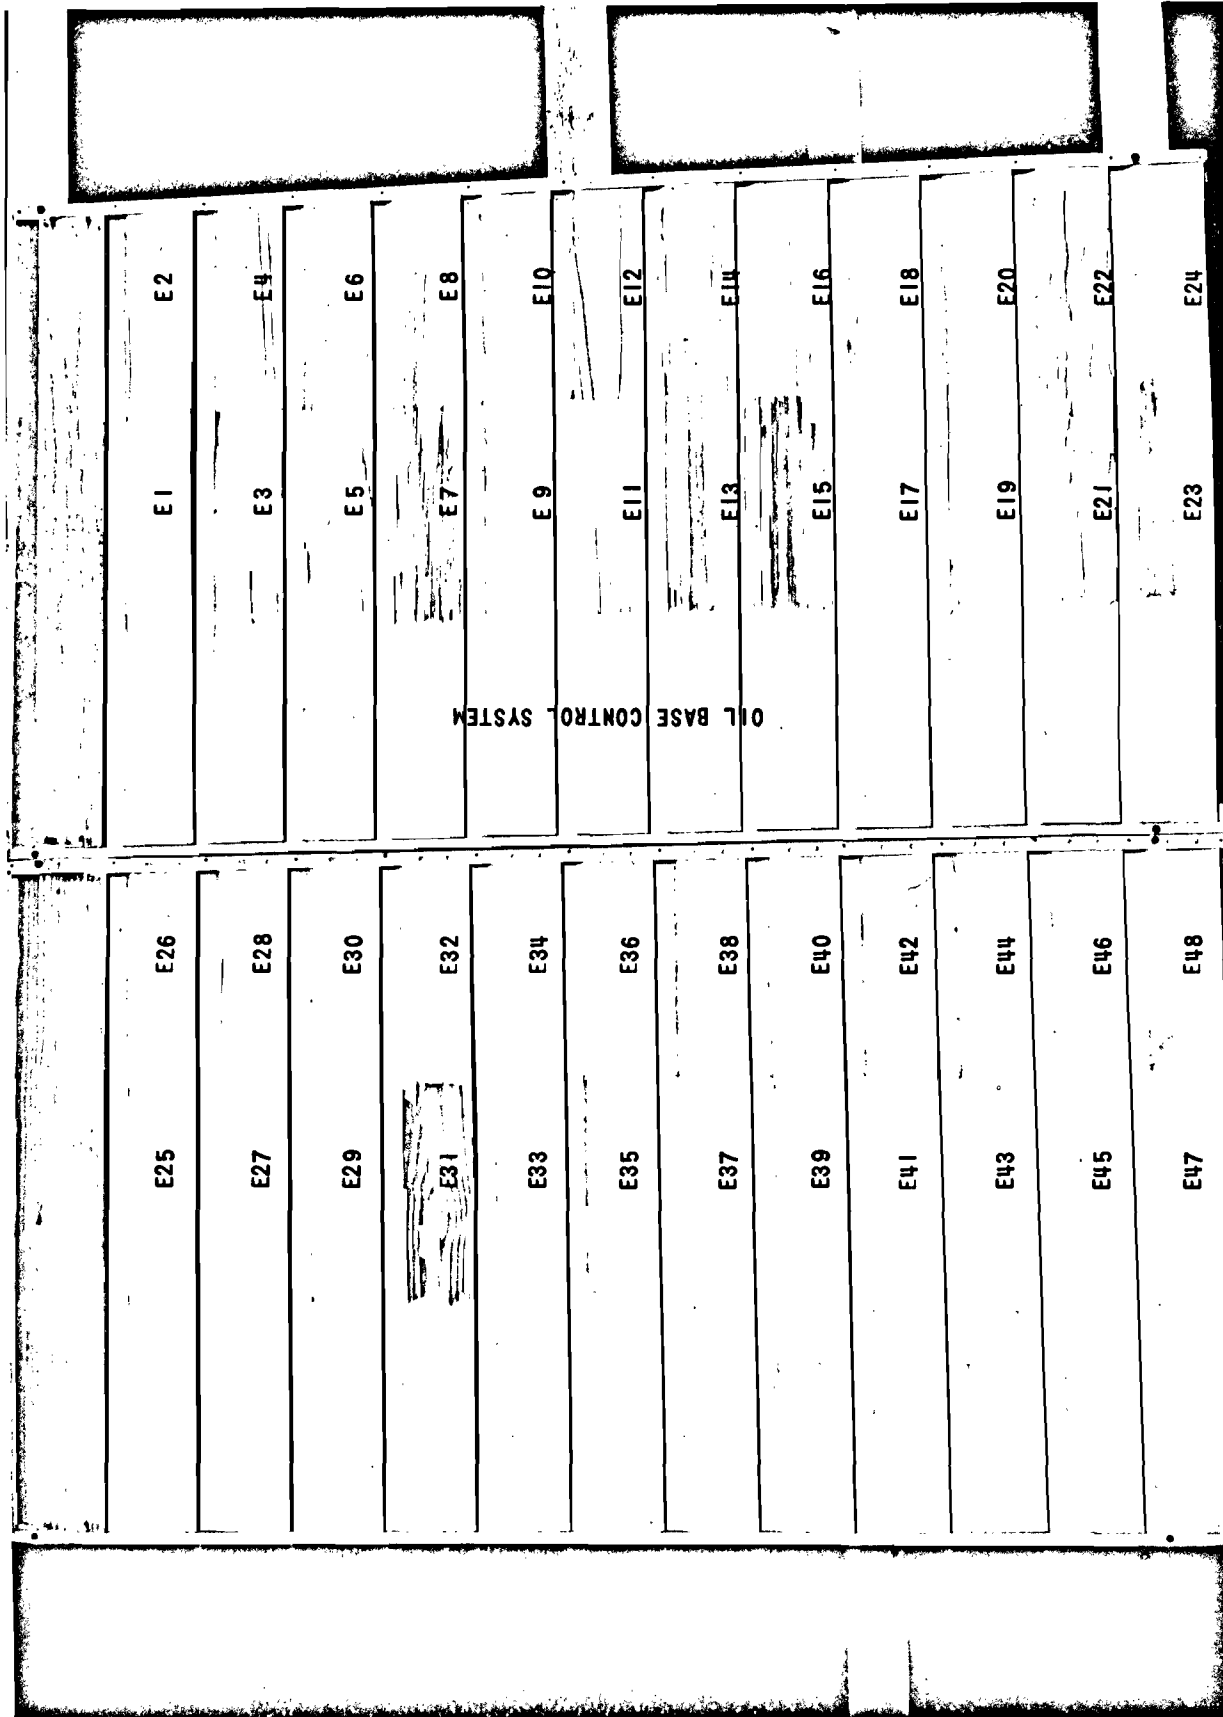 E2 E4 E6 E8 E10 E12 E14 E16 E18 E20 E22 E24
E1 E3 E5 E7 E9 E11 E13 E15 E17 E19 E21 E23
OIL BASE CONTROL SYSTEM
E26 E28 E30 E32 E34 E36 E38 E40 E42 E44 E46 E48
E25 E27 E29 E31 E33 E35 E37 E39 E41 E43 E45 E47